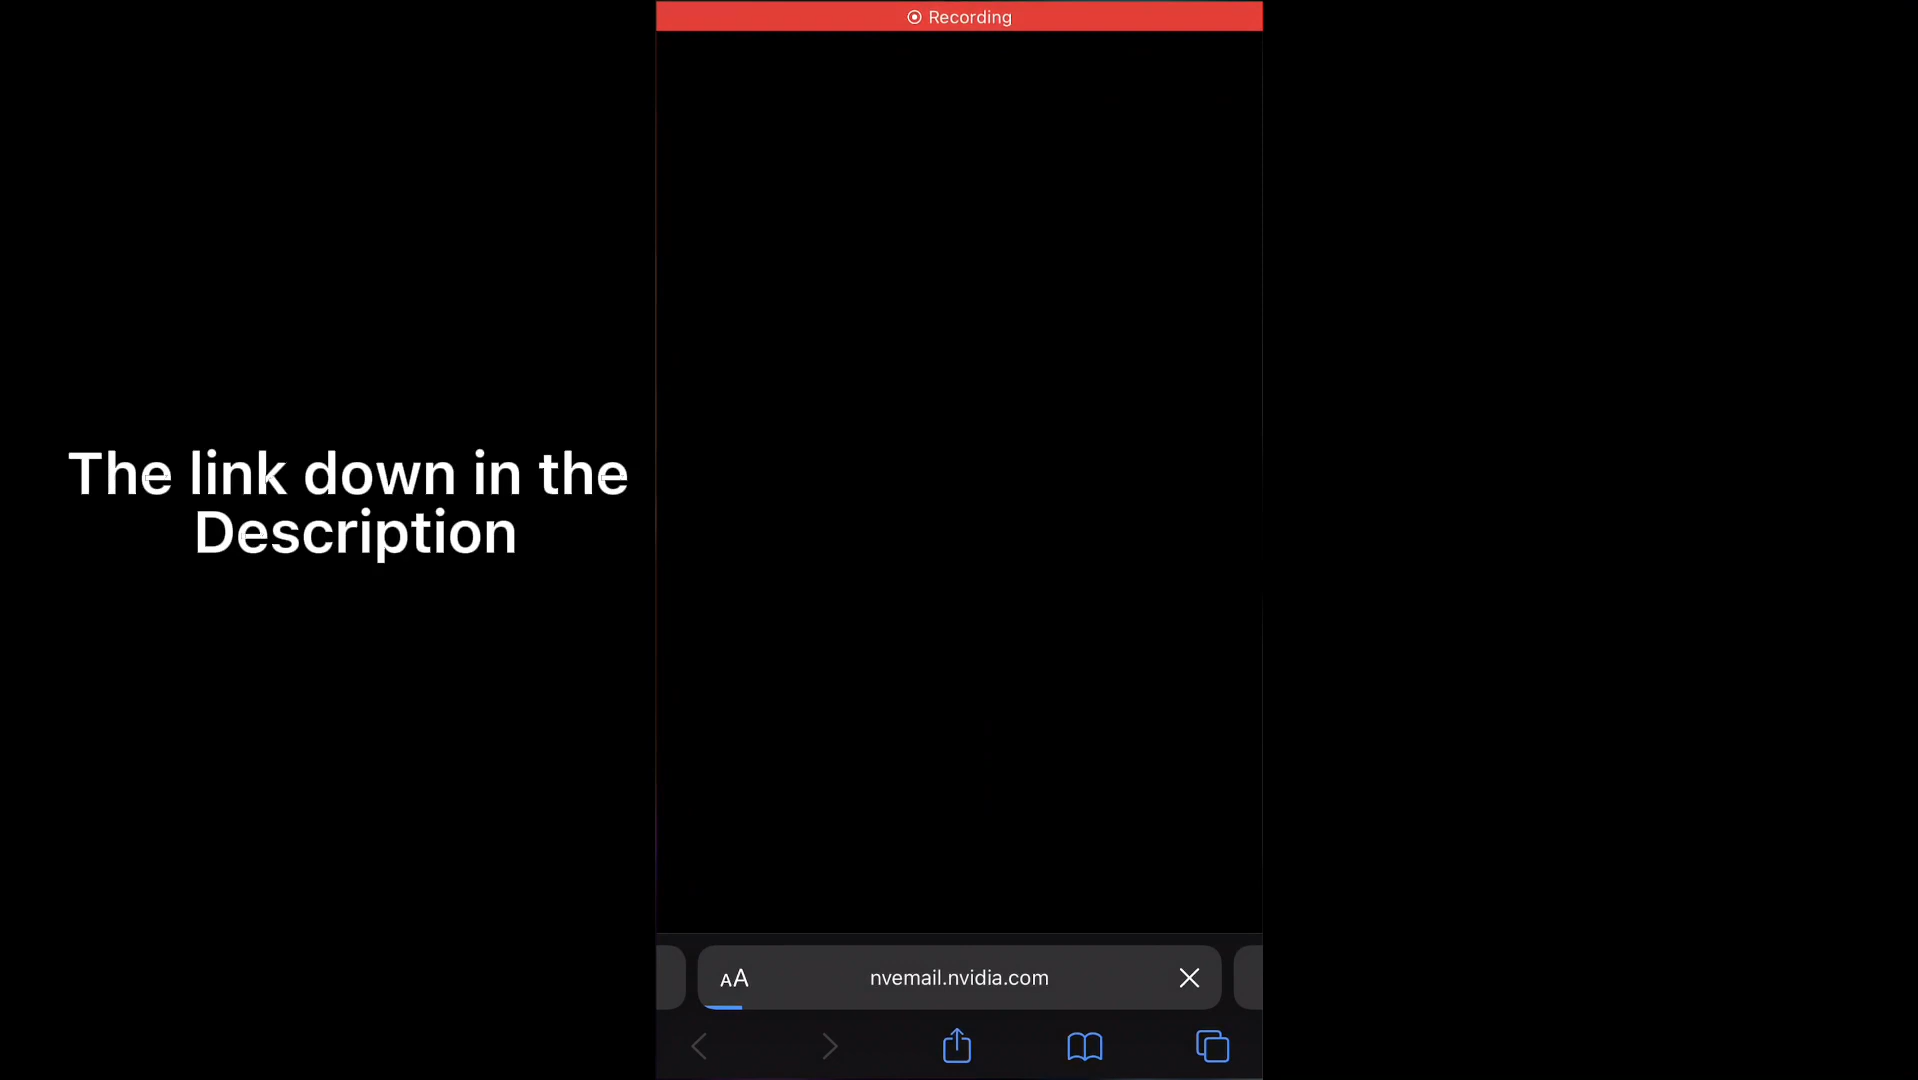 Recording
The link down in the
Description
AA
nvemail.nvidia.com